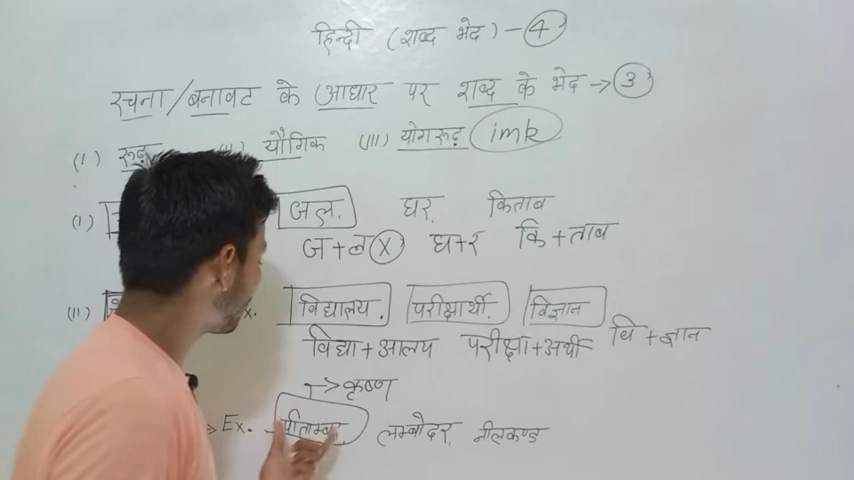 हिन्दी (शब्द भेद) - 4
रचना/बनावट के आधार पर शब्द के भेद → 3
(I) रूढ़ (II) यौगिक (III) योगरूढ़ imk
(I) जल. घर, किताब
ज+ल X घ+र कि+ताब
(II) Ex. विद्यालय. परीक्षार्थी. विज्ञान
विद्या+आलय परीक्षा+अर्थी वि+ज्ञान
→ कृष्ण
→ Ex. पीताम्बर, लम्बोदर, नीलकण्ठ